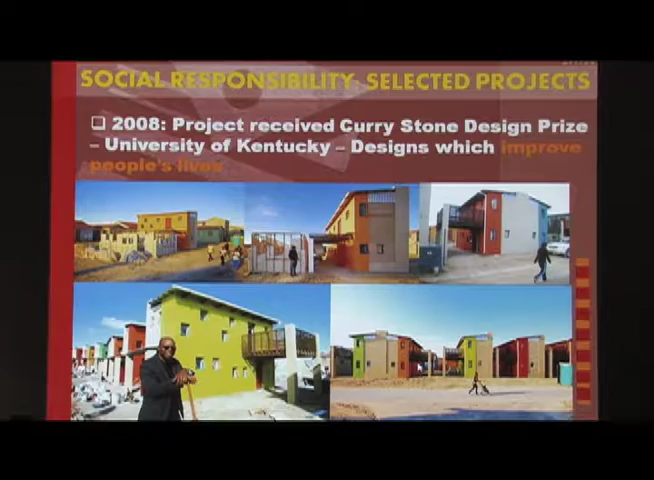 SOCIAL RESPONSIBILITY: SELECTED PROJECTS
❑ 2008: Project received Curry Stone Design Prize
– University of Kentucky – Designs which improve
people's lives